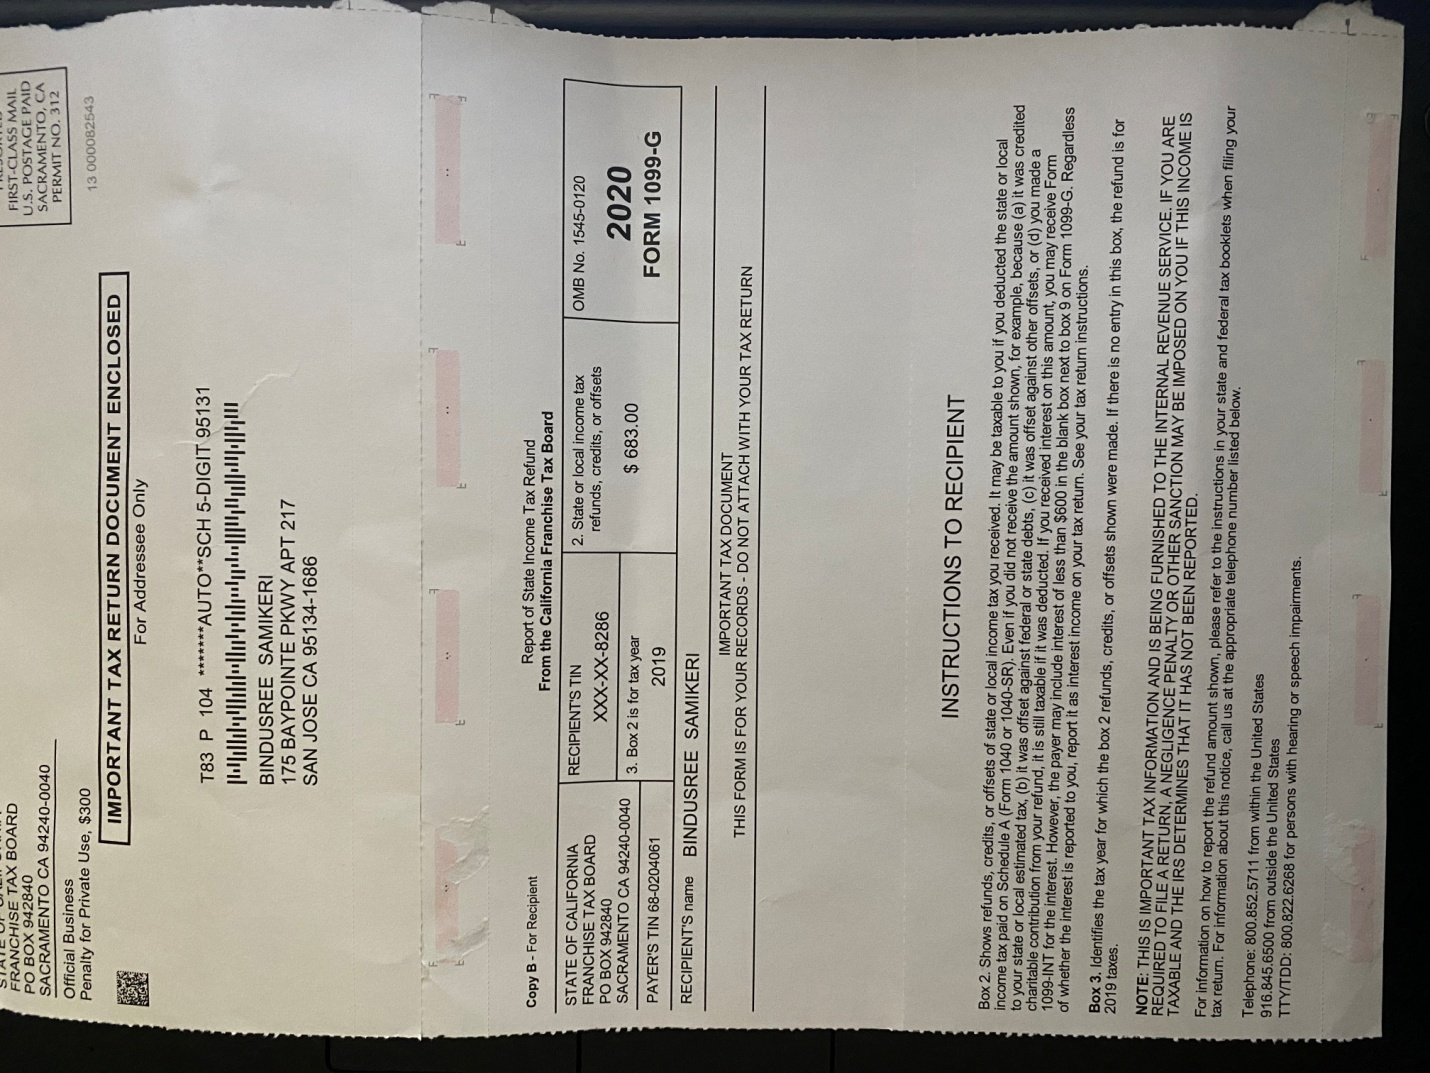 FIRST-CLASS MAIL
U.S. POSTAGE PAID
SACRAMENTO, CA
PERMIT NO. 312
13 000082543
FRANCHISE TAX BOARD
PO BOX 942840
SACRAMENTO CA 94240-0040
Official Business
Penalty for Private Use, $300
IMPORTANT TAX RETURN DOCUMENT ENCLOSED
For Addressee Only
T83 P 104 *******AUTO**SCH 5-DIGIT 95131
BINDUSREE SAMIKERI
175 BAYPOINTE PKWY APT 217
SAN JOSE CA 95134-1686
Report of State Income Tax Refund
Copy B - For Recipient
From the California Franchise Tax Board
STATE OF CALIFORNIA
FRANCHISE TAX BOARD
PO BOX 942840
SACRAMENTO CA 94240-0040
PAYER'S TIN 68-0204061
RECIPIENT'S TIN
XXX-XX-8286
3. Box 2 is for tax year
2019
2. State or local income tax
refunds, credits, or offsets
$ 683.00
OMB No. 1545-0120
2020
FORM 1099-G
RECIPIENT'S name BINDUSREE SAMIKERI
IMPORTANT TAX DOCUMENT
THIS FORM IS FOR YOUR RECORDS - DO NOT ATTACH WITH YOUR TAX RETURN
INSTRUCTIONS TO RECIPIENT
Box 2. Shows refunds, credits, or offsets of state or local income tax you received. It may be taxable to you if you deducted the state or local
income tax paid on Schedule A (Form 1040 or 1040-SR). Even if you did not receive the amount shown, for example, because (a) it was credited
to your state or local estimated tax, (b) it was offset against federal or state debts, (c) it was offset against other offsets, or (d) you made a
charitable contribution from your refund, it is still taxable if it was deducted. If you received interest on this amount, you may receive Form
1099-INT for the interest. However, the payer may include interest of less than $600 in the blank box next to box 9 on Form 1099-G. Regardless
of whether the interest is reported to you, report it as interest income on your tax return. See your tax return instructions.
Box 3. Identifies the tax year for which the box 2 refunds, credits, or offsets shown were made. If there is no entry in this box, the refund is for
2019 taxes.
NOTE: THIS IS IMPORTANT TAX INFORMATION AND IS BEING FURNISHED TO THE INTERNAL REVENUE SERVICE. IF YOU ARE
REQUIRED TO FILE A RETURN, A NEGLIGENCE PENALTY OR OTHER SANCTION MAY BE IMPOSED ON YOU IF THIS INCOME IS
TAXABLE AND THE IRS DETERMINES THAT IT HAS NOT BEEN REPORTED.
For information on how to report the refund amount shown, please refer to the instructions in your state and federal tax booklets when filing your
tax return. For information about this notice, call us at the appropriate telephone number listed below.
Telephone: 800.852.5711 from within the United States
916.845.6500 from outside the United States
TTY/TDD: 800.822.6268 for persons with hearing or speech impairments.